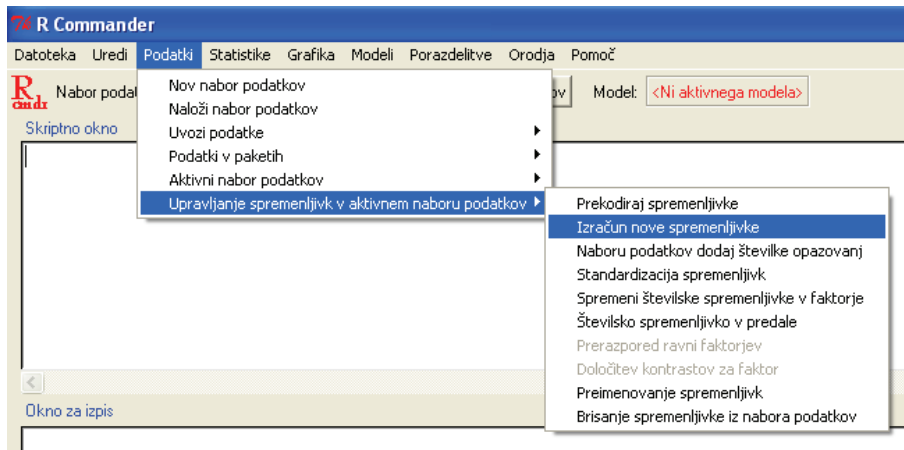 R Commander
Datoteka Uredi Podatki Statistike Grafika Modeli Porazdelitve Orodja Pomoč
R cmdr Nabor Model: <Ni aktivnega modela>
Skriptno okno
Nov nabor podatkov
Naloži nabor podatkov
Uvozi podatke
Podatki v paketih
Aktivni nabor podatkov
Upravljanje spremenljivk v aktivnem naboru podatkov
Prekodiraj spremenljivke
Izračun nove spremenljivke
Naboru podatkov dodaj številke opazovanj
Standardizacija spremenljivk
Spremeni številske spremenljivke v faktorje
Številsko spremenljivko v predale
Prerazpored ravni faktorjev
Določitev kontrastov za faktor
Preimenovanje spremenljivk
Brisanje spremenljivke iz nabora podatkov
Okno za izpis